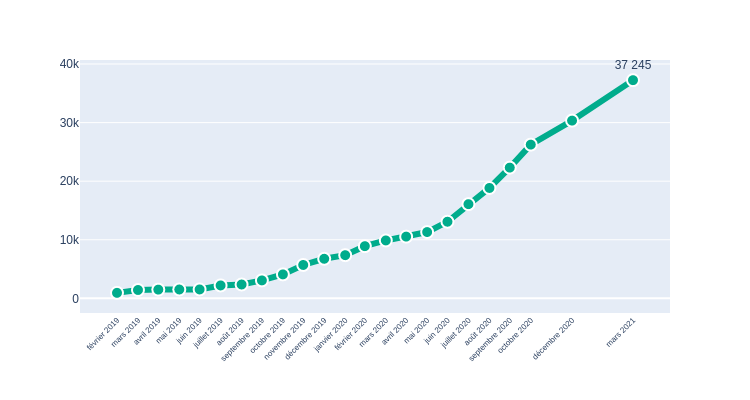 40k
37 245
30k
20k
10k
0
février 2019
mars 2019
avril 2019
mai 2019
juin 2019
juillet 2019
août 2019
septembre 2019
octobre 2019
novembre 2019
décembre 2019
janvier 2020
février 2020
mars 2020
avril 2020
mai 2020
juin 2020
juillet 2020
août 2020
septembre 2020
octobre 2020
décembre 2020
mars 2021